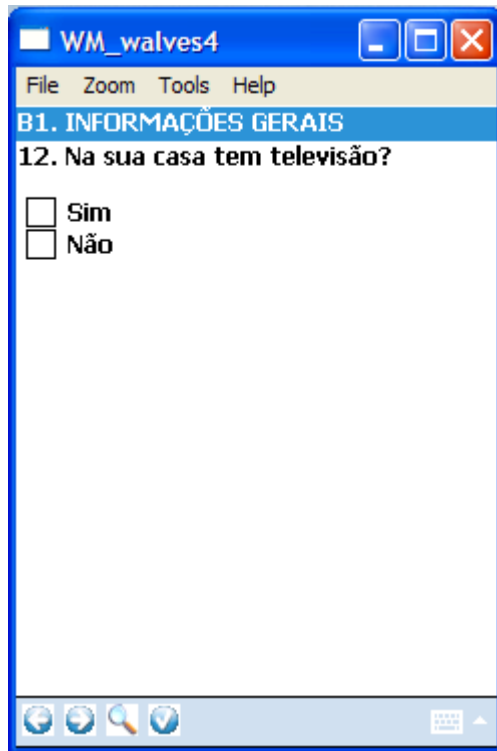 WM_walves4
File Zoom Tools Help
B1. INFORMAÇÕES GERAIS
12. Na sua casa tem televisão?
Sim
Não